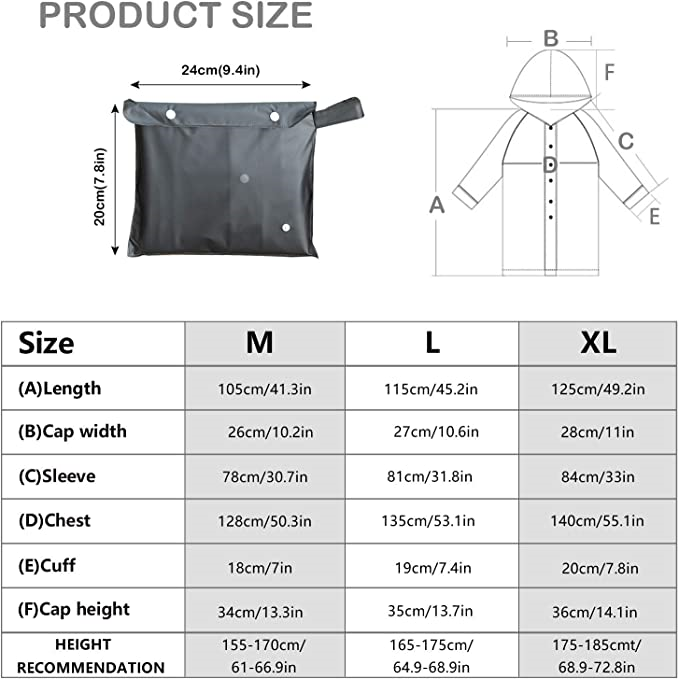 PRODUCT SIZE
24cm(9.4in)
20cm(7.8in)
B
F
C
D
A
E
Size M L XL
(A)Length 105cm/41.3in 115cm/45.2in 125cm/49.2in
(B)Cap width 26cm/10.2in 27cm/10.6in 28cm/11in
(C)Sleeve 78cm/30.7in 81cm/31.8in 84cm/33in
(D)Chest 128cm/50.3in 135cm/53.1in 140cm/55.1in
(E)Cuff 18cm/7in 19cm/7.4in 20cm/7.8in
(F)Cap height 34cm/13.3in 35cm/13.7in 36cm/14.1in
HEIGHT 155-170cm/ 165-175cm/ 175-185cmt/
RECOMMENDATION 61-66.9in 64.9-68.9in 68.9-72.8in